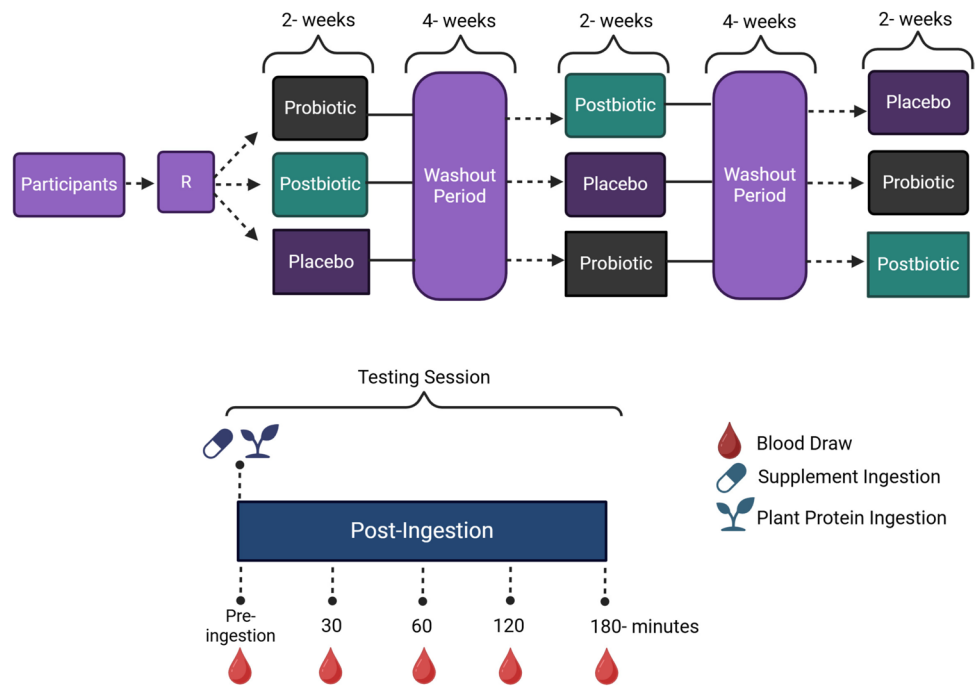 2- weeks
4- weeks
2- weeks
4- weeks
2- weeks
Participants
R
Probiotic
Postbiotic
Placebo
Washout
Period
Postbiotic
Placebo
Probiotic
Washout
Period
Placebo
Probiotic
Postbiotic
Testing Session
Post-Ingestion
Pre-
ingestion
30
60
120
180- minutes
Blood Draw
Supplement Ingestion
Plant Protein Ingestion